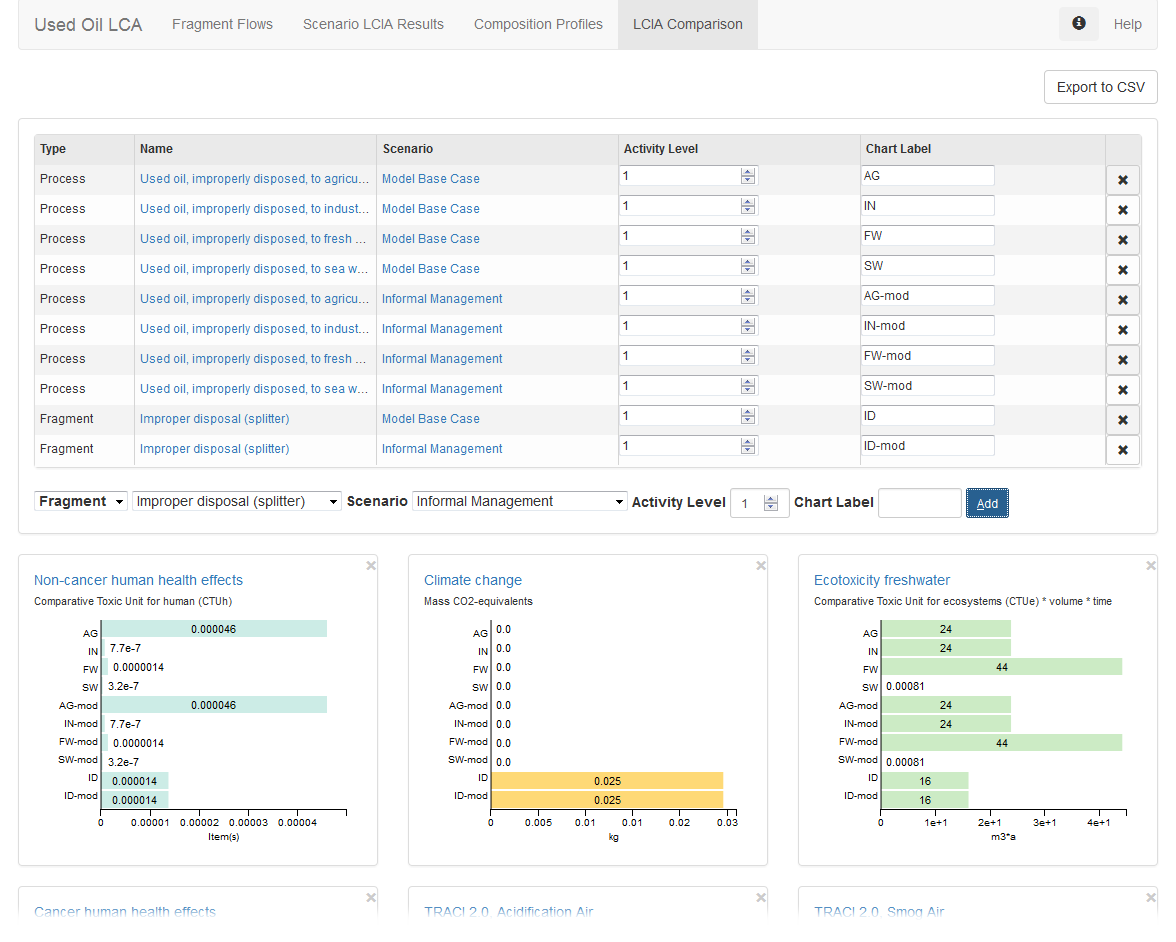 Used Oil LCA Fragment Flows Scenario LCIA Results Composition Profiles LCIA Comparison Help
Export to CSV
Type Name Scenario Activity Level Chart Label
Process Used oil, improperly disposed, to agricu... Model Base Case 1 AG
Process Used oil, improperly disposed, to indust... Model Base Case 1 IN
Process Used oil, improperly disposed, to fresh ... Model Base Case 1 FW
Process Used oil, improperly disposed, to sea w... Model Base Case 1 SW
Process Used oil, improperly disposed, to agricu... Informal Management 1 AG-mod
Process Used oil, improperly disposed, to indust... Informal Management 1 IN-mod
Process Used oil, improperly disposed, to fresh ... Informal Management 1 FW-mod
Process Used oil, improperly disposed, to sea w... Informal Management 1 SW-mod
Fragment Improper disposal (splitter) Model Base Case 1 ID
Fragment Improper disposal (splitter) Informal Management 1 ID-mod
Fragment Improper disposal (splitter) Scenario Informal Management Activity Level 1 Chart Label Add
Non-cancer human health effects
Comparative Toxic Unit for human (CTUh)
AG 0.000046
IN 7.7e-7
FW 0.0000014
SW 3.2e-7
AG-mod 0.000046
IN-mod 7.7e-7
FW-mod 0.0000014
SW-mod 3.2e-7
ID 0.000014
ID-mod 0.000014
0 0.00001 0.00002 0.00003 0.00004
Item(s)
Climate change
Mass CO2-equivalents
AG 0.0
IN 0.0
FW 0.0
SW 0.0
AG-mod 0.0
IN-mod 0.0
FW-mod 0.0
SW-mod 0.0
ID 0.025
ID-mod 0.025
0 0.005 0.01 0.01 0.02 0.03
kg
Ecotoxicity freshwater
Comparative Toxic Unit for ecosystems (CTUe) * volume * time
AG 24
IN 24
FW 44
SW 0.00081
AG-mod 24
IN-mod 24
FW-mod 44
SW-mod 0.00081
ID 16
ID-mod 16
0 1e+1 2e+1 3e+1 4e+1
m3*a
Cancer human health effects
TRACI 2.0, Acidification Air
TRACI 2.0, Smog Air